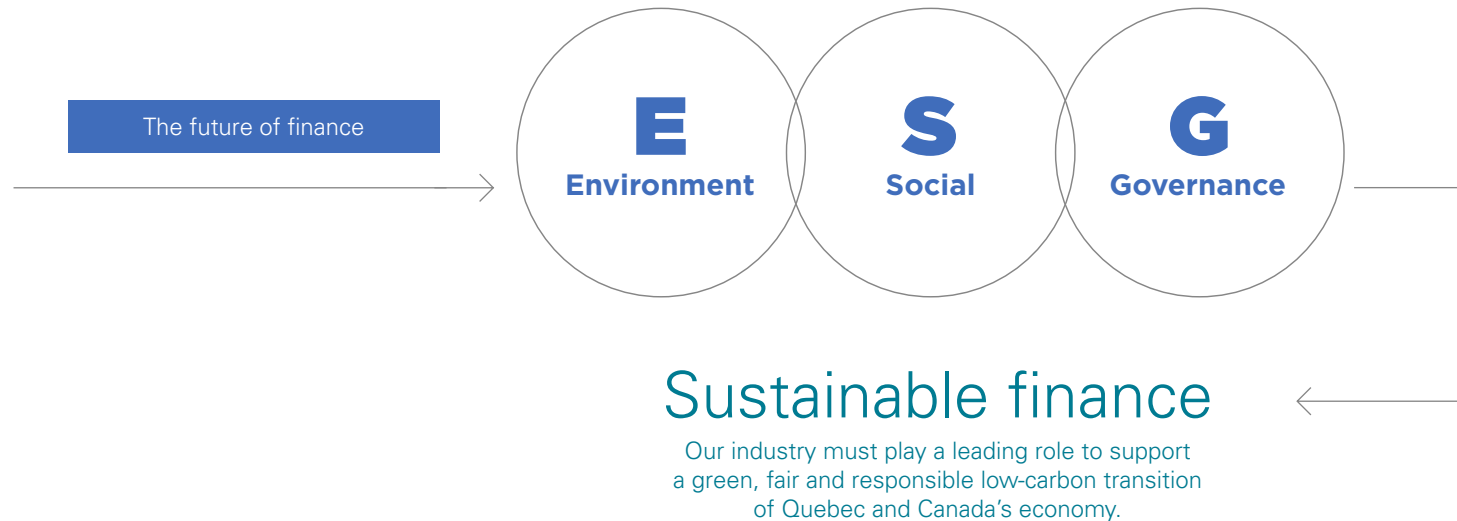 The future of finance
E
Environment
S
Social
G
Governance
Sustainable finance
Our industry must play a leading role to support
a green, fair and responsible low-carbon transition
of Quebec and Canada's economy.